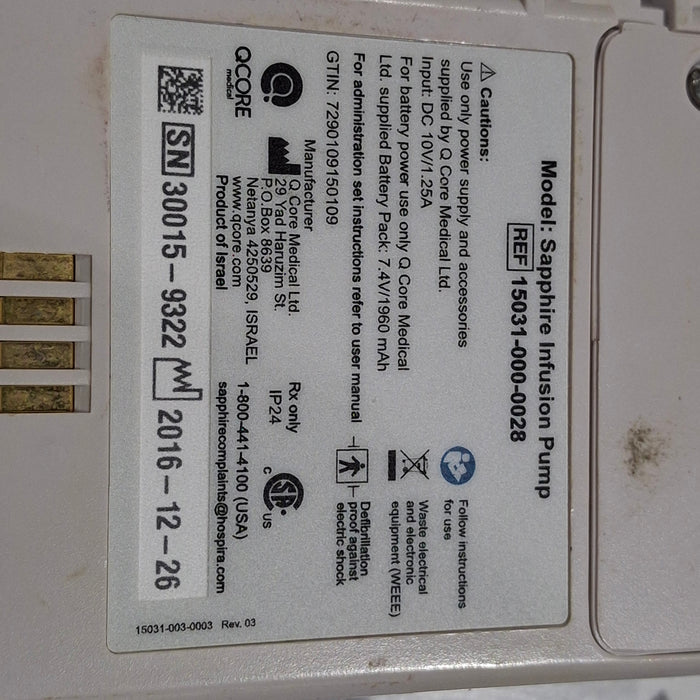 Model: Sapphire Infusion Pump
REF 15031-000-0028
Cautions:
Use only power supply and accessories
supplied by Q Core Medical Ltd.
Input: DC 10V/1.25A
For battery power use only Q Core Medical
Ltd. supplied Battery Pack: 7.4V/1960 mAh
For administration set instructions refer to user manual
GTIN: 7290109150109
Follow instructions
for use
Waste electrical
and electronic
equipment (WEEE)
Defibrillation
proof against
electric shock
QCORE
medical
Manufacturer
Q Core Medical Ltd.
29 Yad Haruzim St.
P.O.Box 8639
Netanya 4250529, ISRAEL
www.qcore.com
Product of Israel
Rx only
IP24
SA
C US
1-800-441-4100 (USA)
sapphirecomplaints@hospira.com
SN 30015-9322 2016-12-26
15031-003-0003 Rev. 03